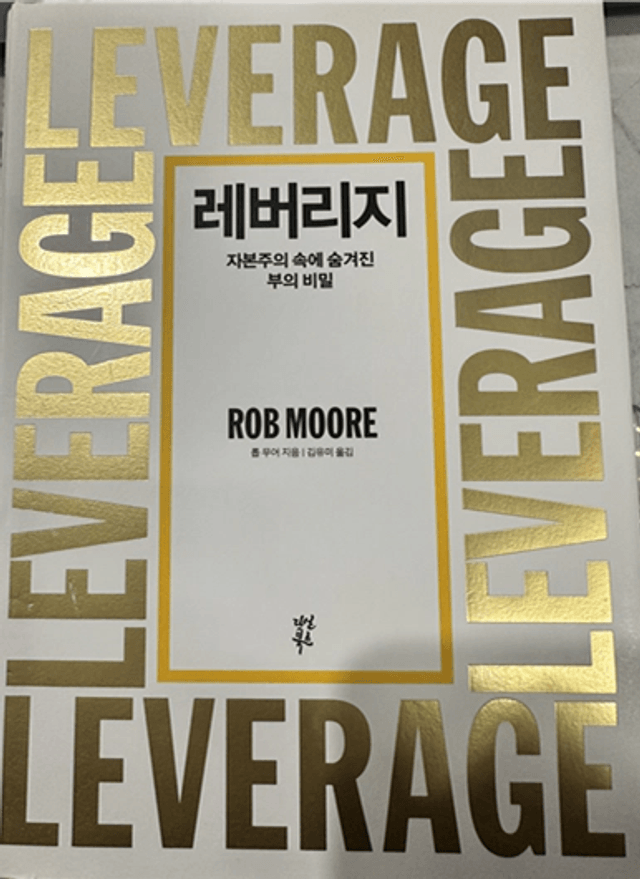 LEVERAGE
LEVERAGE
레버리지
자본주의 속에 숨겨진
부의 비밀
ROB MOORE
롭 무어 지음 | 김유미 옮김
다산
북스
LEVERAGE
LEVERAGE